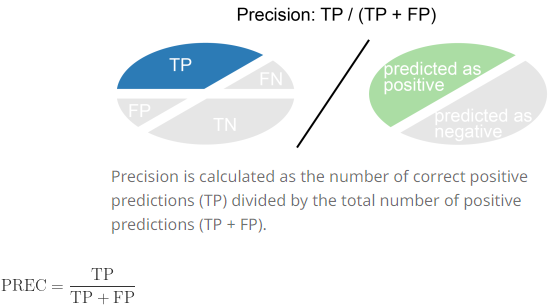 Precision: TP / (TP + FP)
TP
FN
FP
TN
predicted as
positive
predicted as
negative
Precision is calculated as the number of correct positive
predictions (TP) divided by the total number of positive
predictions (TP + FP).
PREC = TP / TP + FP